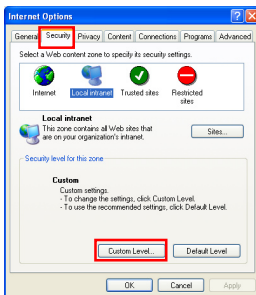 Internet Options
General Security Privacy Content Connections Programs Advanced
Select a Web content zone to specify its security settings.
Internet Local intranet Trusted sites Restricted
sites
Local intranet
This zone contains all Web sites that
are on your organization's intranet.
Sites...
Security level for this zone
Custom
Custom settings.
- To change the settings, click Custom Level.
- To use the recommended settings, click Default Level.
Custom Level... Default Level
OK Cancel Apply